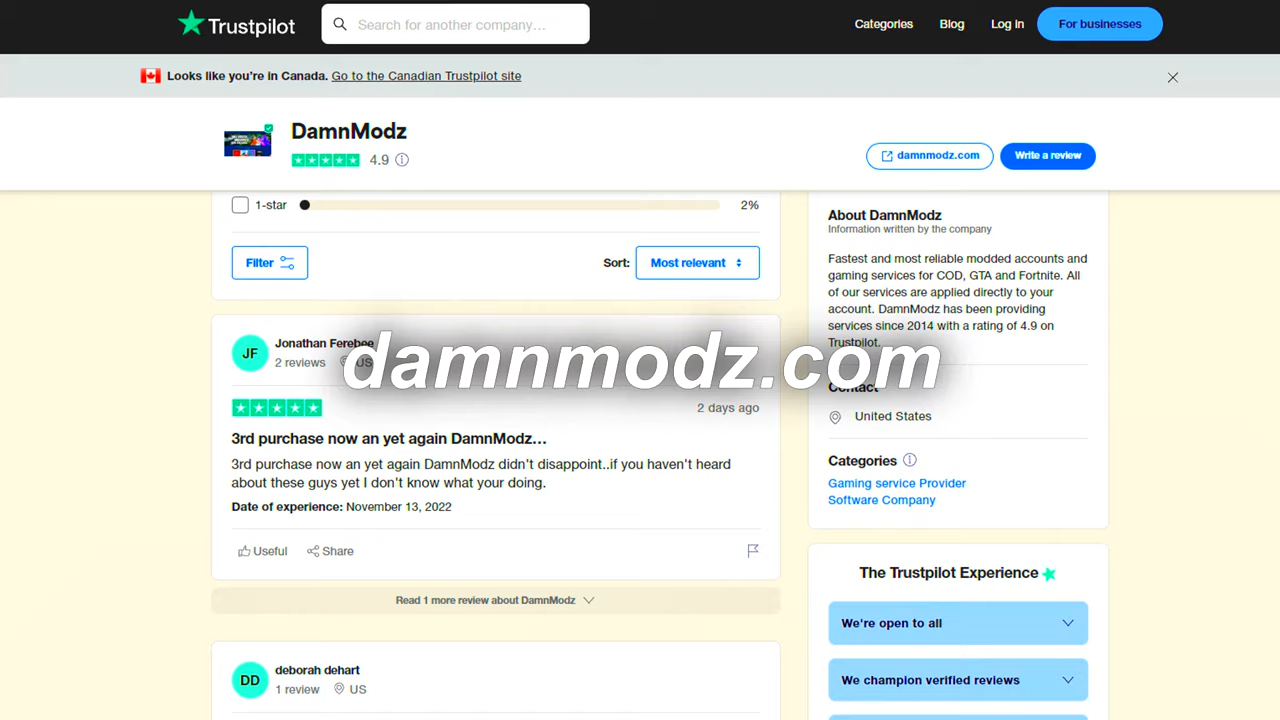 Trustpilot
Search for another company…
Categories
Blog
Log in
For businesses
Looks like you're in Canada. Go to the Canadian Trustpilot site
DamnModz
4.9
damnmodz.com
Write a review
1-star
2%
Filter
Sort:
Most relevant
JF
Jonathan Ferebee
2 reviews
US
2 days ago
3rd purchase now an yet again DamnModz…
3rd purchase now an yet again DamnModz didn't disappoint..if you haven't heard
about these guys yet I don't know what your doing.
Date of experience: November 13, 2022
Useful
Share
Read 1 more review about DamnModz
DD
deborah dehart
1 review
US
damnmodz.com
About DamnModz
Information written by the company
Fastest and most reliable modded accounts and
gaming services for COD, GTA and Fortnite. All
of our services are applied directly to your
account. DamnModz has been providing
services since 2014 with a rating of 4.9 on
Trustpilot.
Contact
United States
Categories
Gaming service Provider
Software Company
The Trustpilot Experience
We're open to all
We champion verified reviews